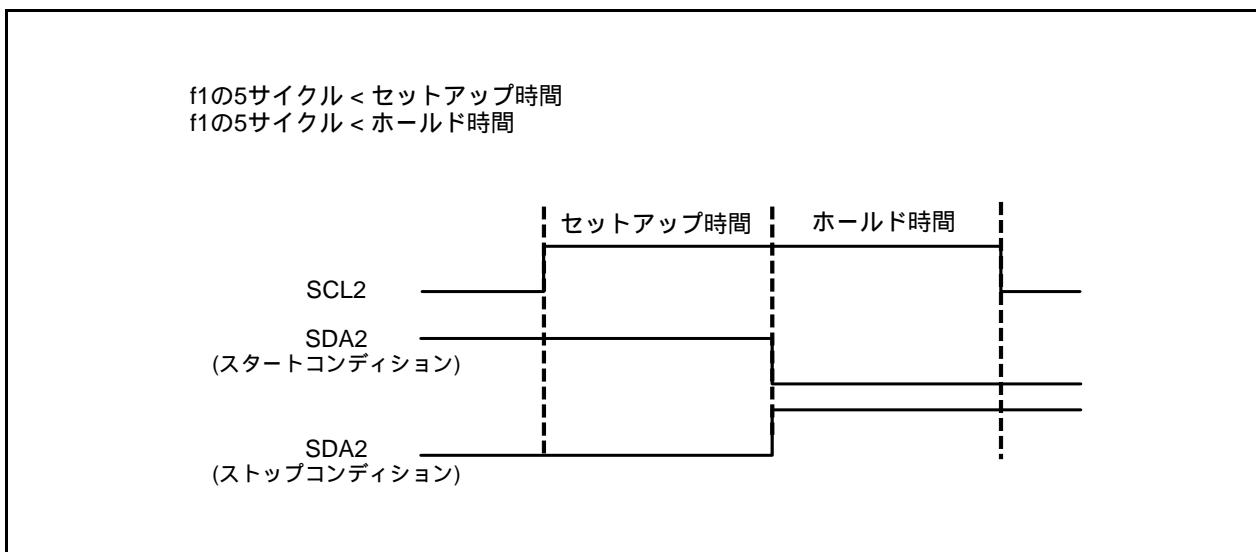 f1の5サイクル < セットアップ時間
f1の5サイクル < ホールド時間
セットアップ時間 ホールド時間
SCL2
SDA2
(スタートコンディション)
SDA2
(ストップコンディション)